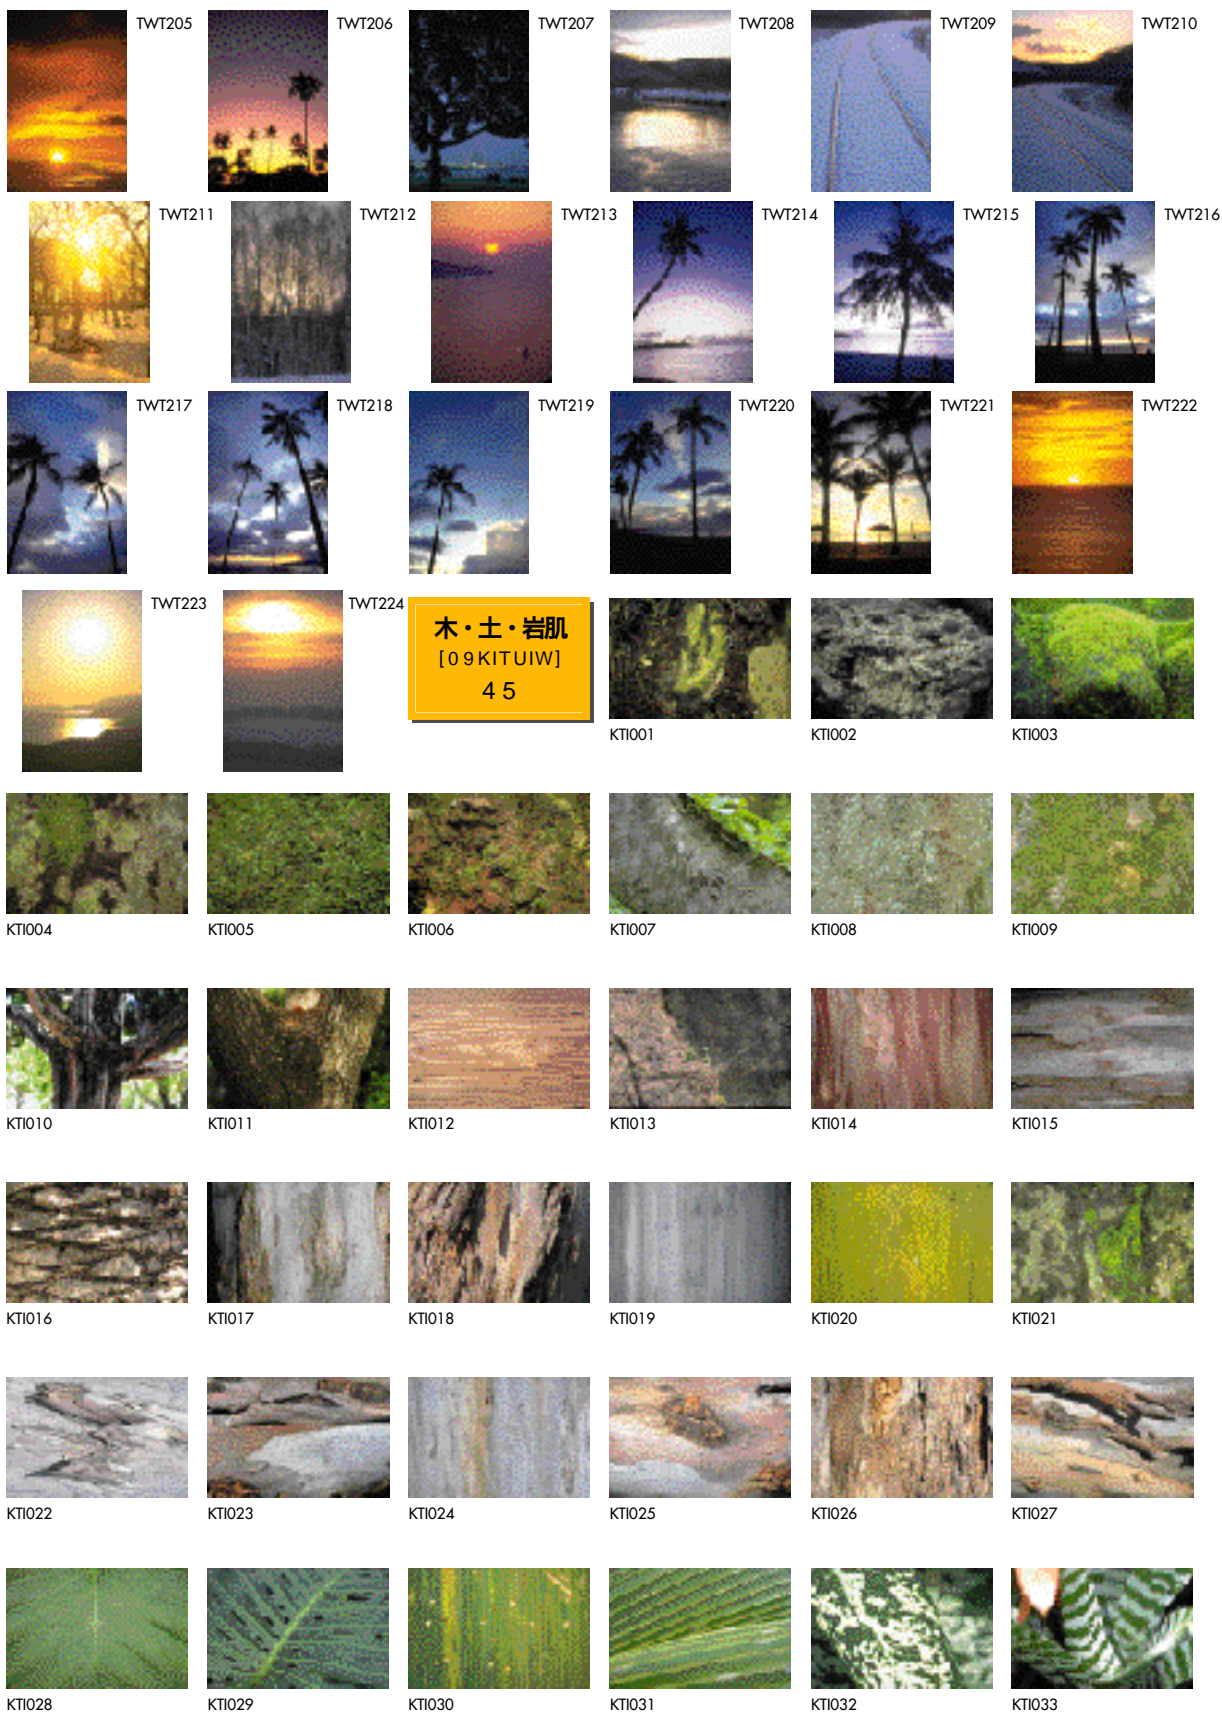 TWT205 TWT206 TWT207 TWT208 TWT209 TWT210
TWT211 TWT212 TWT213 TWT214 TWT215 TWT216
TWT217 TWT218 TWT219 TWT220 TWT221 TWT222
TWT223 TWT224
木・土・岩肌
[09KITUIW]
45
KTI001 KTI002 KTI003
KTI004 KTI005 KTI006 KTI007 KTI008 KTI009
KTI010 KTI011 KTI012 KTI013 KTI014 KTI015
KTI016 KTI017 KTI018 KTI019 KTI020 KTI021
KTI022 KTI023 KTI024 KTI025 KTI026 KTI027
KTI028 KTI029 KTI030 KTI031 KTI032 KTI033